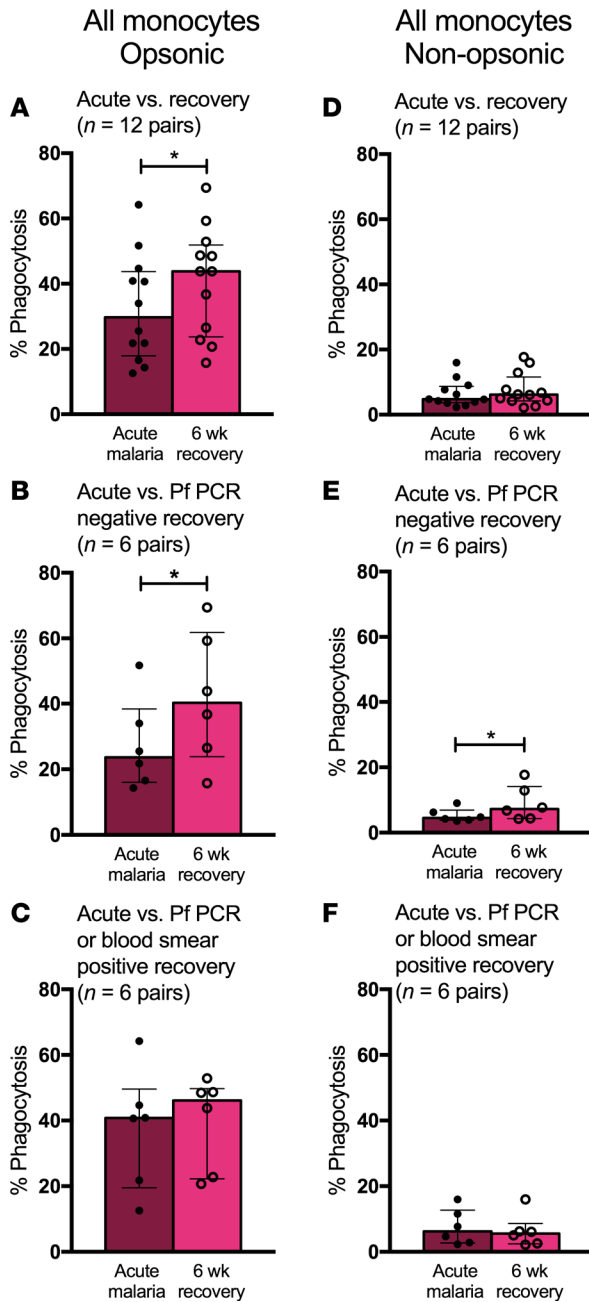 All monocytes
Opsonic
A
Acute vs. recovery
(n = 12 pairs)
% Phagocytosis
80
60
40
20
0
*
Acute
malaria
6 wk
recovery
B
Acute vs. Pf PCR
negative recovery
(n = 6 pairs)
% Phagocytosis
80
60
40
20
0
*
Acute
malaria
6 wk
recovery
C
Acute vs. Pf PCR
or blood smear
positive recovery
(n = 6 pairs)
% Phagocytosis
80
60
40
20
0
Acute
malaria
6 wk
recovery
All monocytes
Non-opsonic
D
Acute vs. recovery
(n = 12 pairs)
% Phagocytosis
80
60
40
20
0
Acute
malaria
6 wk
recovery
E
Acute vs. Pf PCR
negative recovery
(n = 6 pairs)
% Phagocytosis
80
60
40
20
0
*
Acute
malaria
6 wk
recovery
F
Acute vs. Pf PCR
or blood smear
positive recovery
(n = 6 pairs)
% Phagocytosis
80
60
40
20
0
Acute
malaria
6 wk
recovery